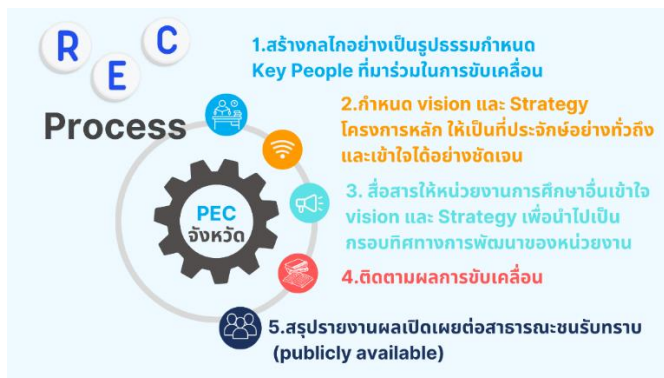 R E C
Process
PEC
จังหวัด
1.สร้างกลไกอย่างเป็นรูปธรรมกำหนด
Key People ที่มาร่วมในการขับเคลื่อน
2.กำหนด vision และ Strategy
โครงการหลัก ให้เป็นที่ประจักษ์อย่างทั่วถึง
และเข้าใจได้อย่างชัดเจน
3. สื่อสารให้หน่วยงานการศึกษาอื่นเข้าใจ
vision และ Strategy เพื่อนำไปเป็น
กรอบทิศทางการพัฒนาของหน่วยงาน
4.ติดตามผลการขับเคลื่อน
5.สรุปรายงานผลเปิดเผยต่อสาธารณะชนรับทราบ
(publicly available)